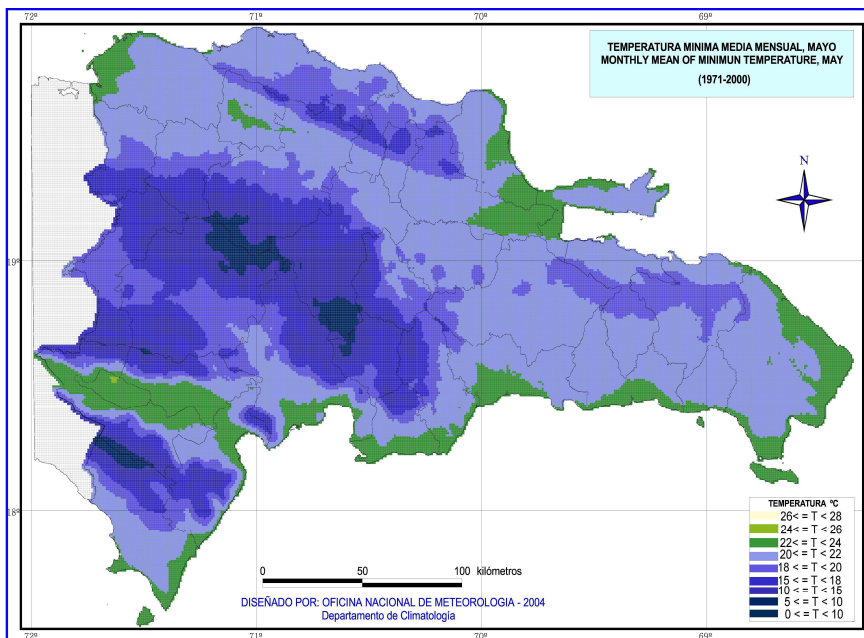 72º 71º 70º 69º
TEMPERATURA MINIMA MEDIA MENSUAL, MAYO
MONTHLY MEAN OF MINIMUN TEMPERATURE, MAY
(1971-2000)
N
19º
18º
TEMPERATURA ºC
26< = T < 28
24< = T < 26
22< = T < 24
20< = T < 22
18 < = T < 20
15 < = T < 18
10 < = T < 15
5 < = T < 10
0 < = T < 10
0 50 100 kilómetros
DISEÑADO POR: OFICINA NACIONAL DE METEOROLOGIA - 2004
Departamento de Climatología
72º 71º 70º 69º